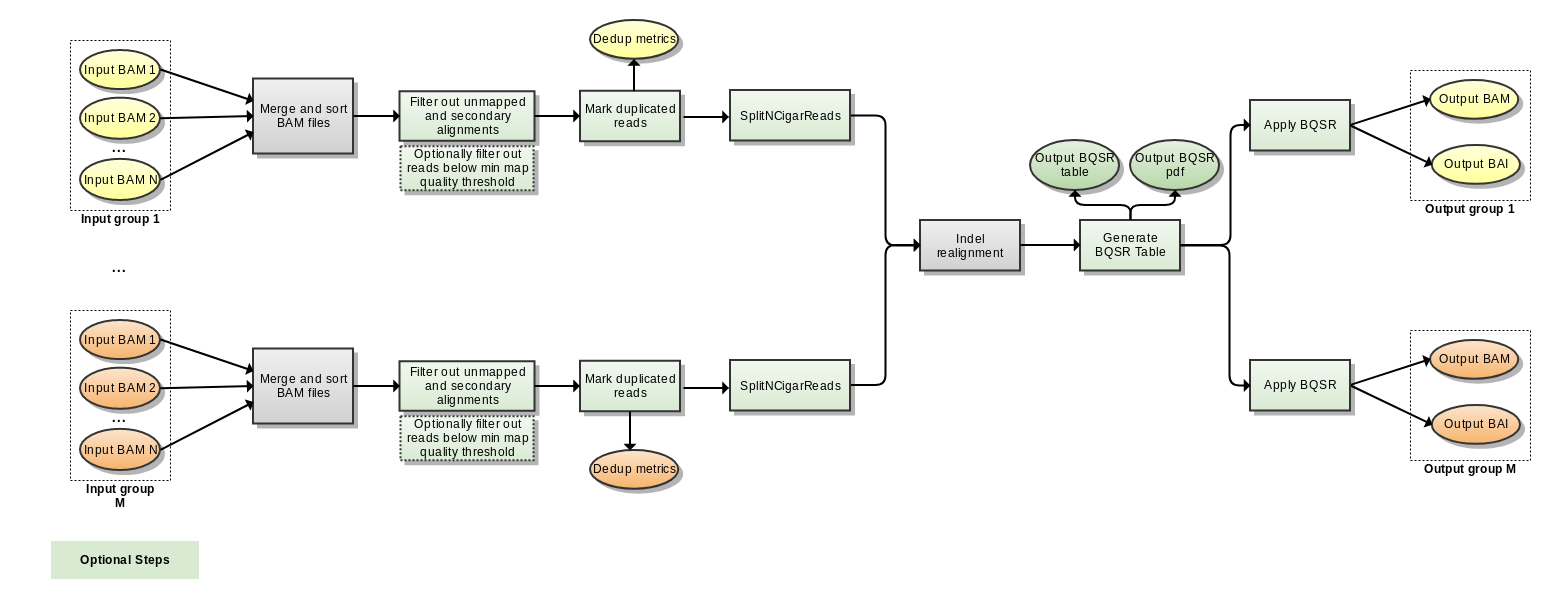 Dedup metrics
Input BAM 1
Input BAM 2
...
Input BAM N
Input group 1
Merge and sort
BAM files
Filter out unmapped
and secondary
alignments
Optionally filter out
reads below min map
quality threshold
Mark duplicated
reads
SplitNCigarReads
Output BQSR
table
Output BQSR
pdf
Apply BQSR
Output BAM
Output BAI
Output group 1
...
Indel
realignment
Generate
BQSR Table
Input BAM 1
Input BAM 2
...
Input BAM N
Input group
M
Merge and sort
BAM files
Filter out unmapped
and secondary
alignments
Optionally filter out
reads below min map
quality threshold
Mark duplicated
reads
Dedup metrics
SplitNCigarReads
Apply BQSR
Output BAM
Output BAI
Output group M
Optional Steps